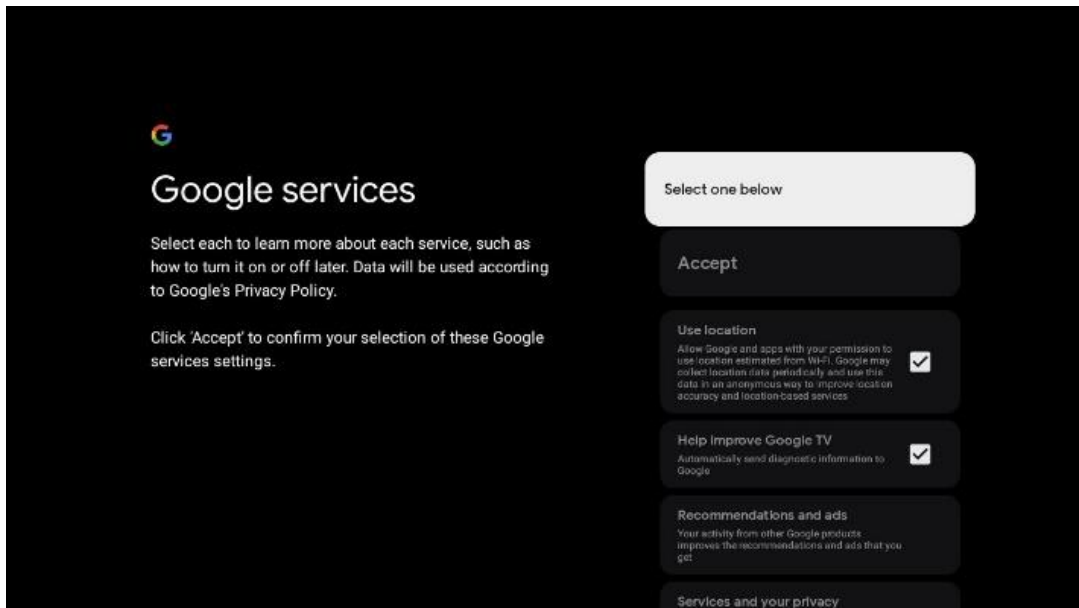 Google services
Select each to learn more about each service, such as
how to turn it on or off later. Data will be used according
to Google's Privacy Policy.
Click 'Accept' to confirm your selection of these Google
services settings.
Select one below
Accept
Use location
Allow Google and apps with your permission to
use location estimated from Wi-Fi. Google may
collect location data periodically and use this
data in an anonymous way to improve location
accuracy and location-based services
Help improve Google TV
Automatically send diagnostic information to
Google
Recommendations and ads
Your activity from other Google products
improves the recommendations and ads that you
get
Services and your privacy